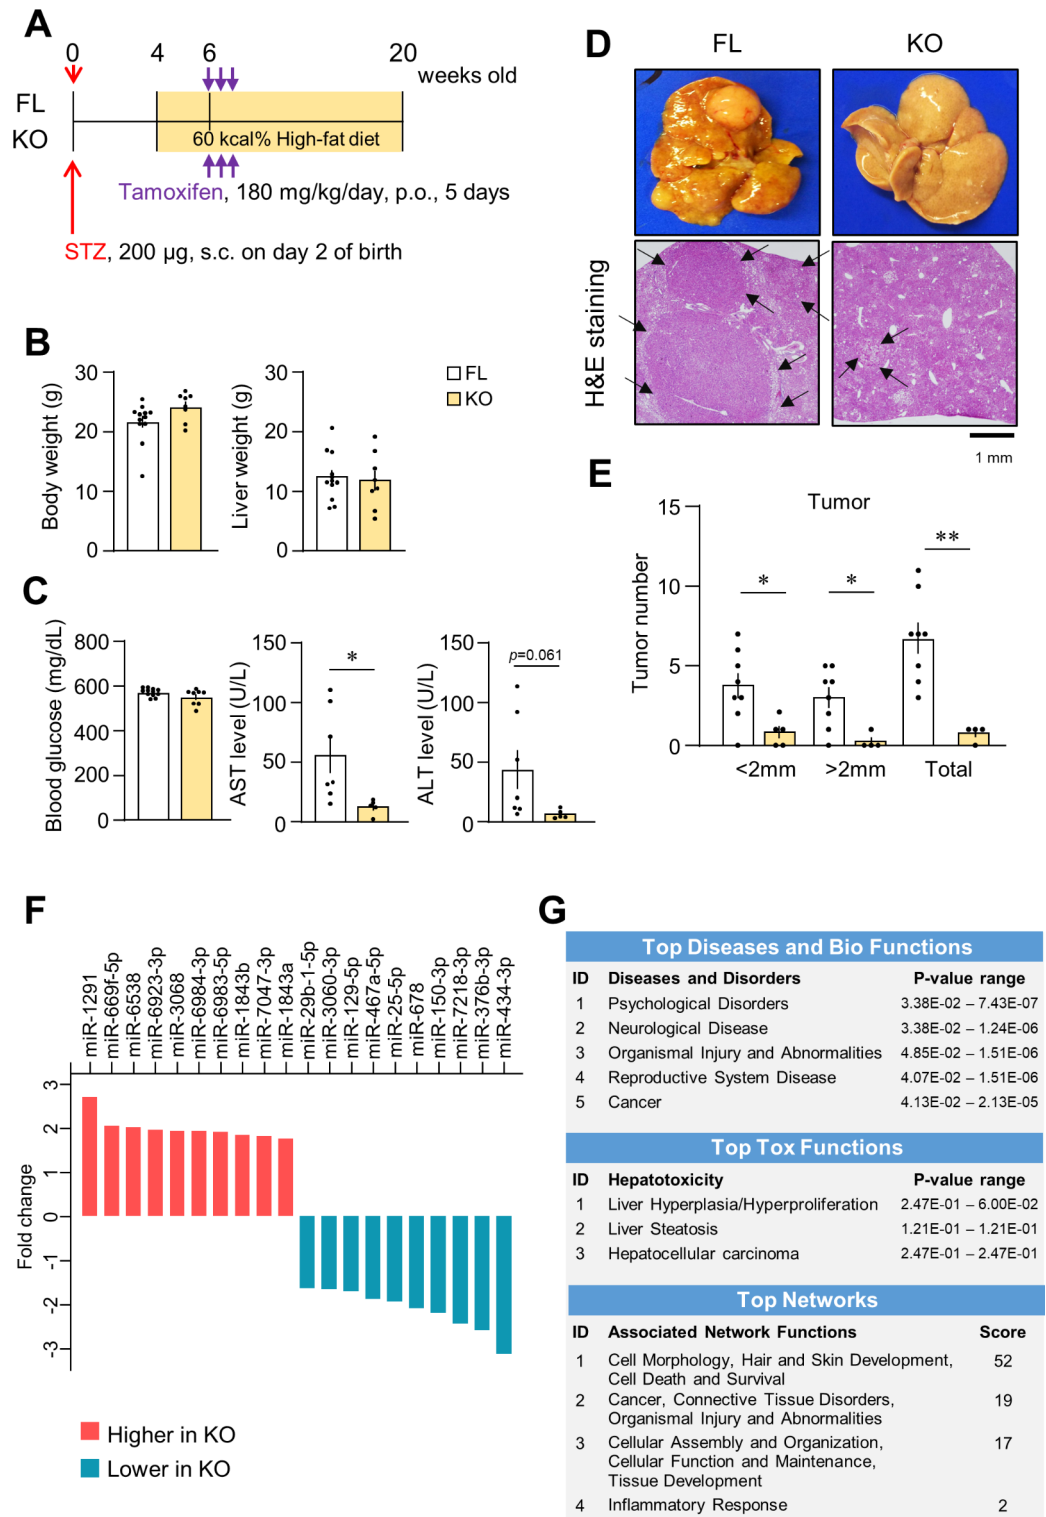 A
0
4
6
20
weeks old
FL
KO
60 kcal% High-fat diet
Tamoxifen, 180 mg/kg/day, p.o., 5 days
STZ, 200 µg, s.c. on day 2 of birth
B
Body weight (g)
30
20
10
0
Liver weight (g)
30
20
10
0
FL
KO
C
Blood glucose (mg/dL)
800
600
400
200
0
AST level (U/L)
150
100
50
0
*
ALT level (U/L)
150
100
50
0
p=0.061
D
FL
KO
H&E staining
1 mm
E
Tumor
Tumor number
15
10
5
0
*
*
**
<2mm
>2mm
Total
F
miR-1291
miR-669f-5p
miR-6538
miR-6923-3p
miR-3068
miR-6984-3p
miR-6983-5p
miR-1843b
miR-7047-3p
miR-1843a
miR-29b-1-5p
miR-3060-3p
miR-129-5p
miR-467a-5p
miR-25-5p
miR-678
miR-150-3p
miR-7218-3p
miR-376b-3p
miR-434-3p
Fold change
3
2
1
0
-1
-2
-3
Higher in KO
Lower in KO
G
Top Diseases and Bio Functions
ID Diseases and Disorders P-value range
1 Psychological Disorders 3.38E-02 – 7.43E-07
2 Neurological Disease 3.38E-02 – 1.24E-06
3 Organismal Injury and Abnormalities 4.85E-02 – 1.51E-06
4 Reproductive System Disease 4.07E-02 – 1.51E-06
5 Cancer 4.13E-02 – 2.13E-05
Top Tox Functions
ID Hepatotoxicity P-value range
1 Liver Hyperplasia/Hyperproliferation 2.47E-01 – 6.00E-02
2 Liver Steatosis 1.21E-01 – 1.21E-01
3 Hepatocellular carcinoma 2.47E-01 – 2.47E-01
Top Networks
ID Associated Network Functions Score
1 Cell Morphology, Hair and Skin Development, 52
Cell Death and Survival
2 Cancer, Connective Tissue Disorders, 19
Organismal Injury and Abnormalities
3 Cellular Assembly and Organization, 17
Cellular Function and Maintenance,
Tissue Development
4 Inflammatory Response 2